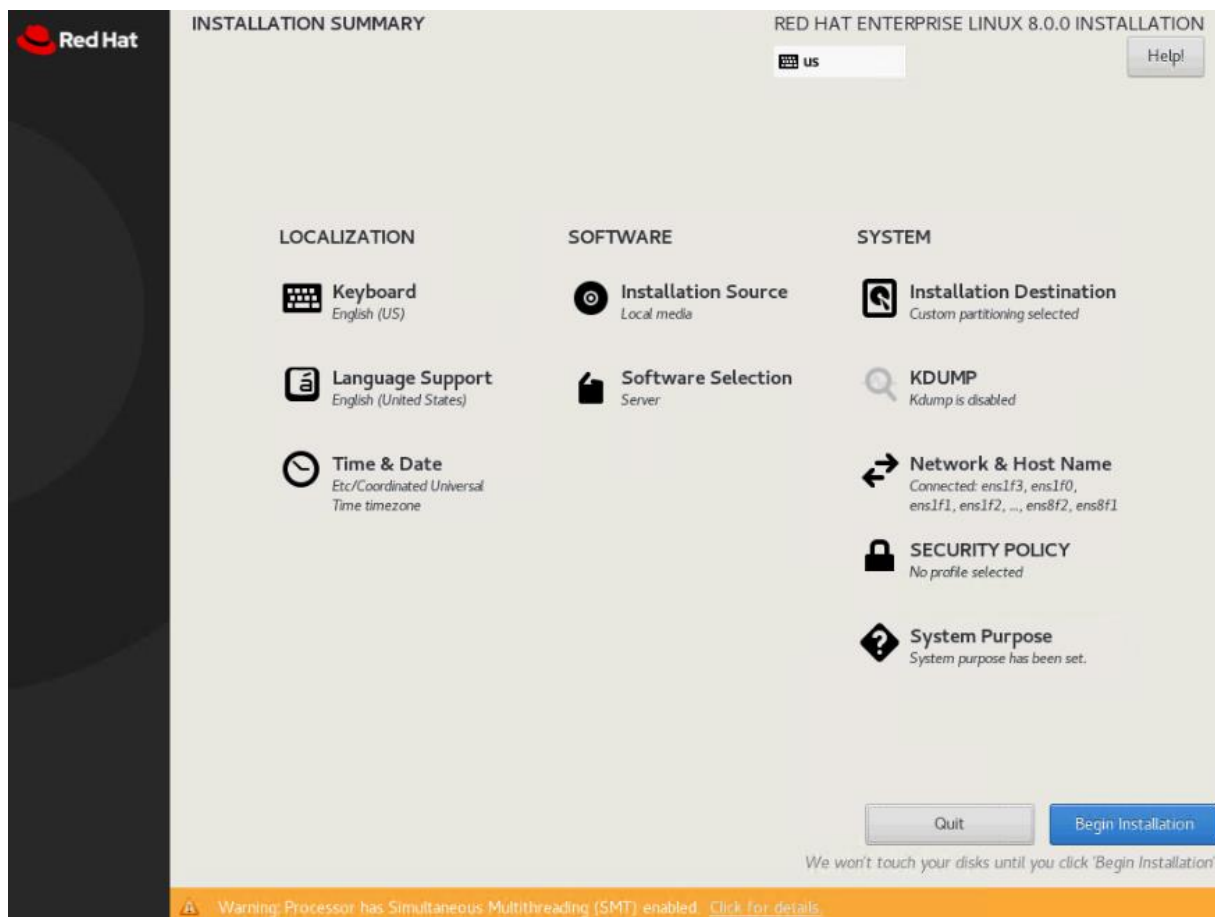 Red Hat
INSTALLATION SUMMARY
RED HAT ENTERPRISE LINUX 8.0.0 INSTALLATION
us
Help!
LOCALIZATION
Keyboard
English (US)
Language Support
English (United States)
Time & Date
Etc/Coordinated Universal
Time timezone
SOFTWARE
Installation Source
Local media
Software Selection
Server
SYSTEM
Installation Destination
Custom partitioning selected
KDUMP
Kdump is disabled
Network & Host Name
Connected: ens1f3, ens1f0,
ens1f1, ens1f2, ..., ens8f2, ens8f1
SECURITY POLICY
No profile selected
System Purpose
System purpose has been set.
Quit
Begin Installation
We won't touch your disks until you click 'Begin Installation'
Warning: Processor has Simultaneous Multithreading (SMT) enabled. Click for details.